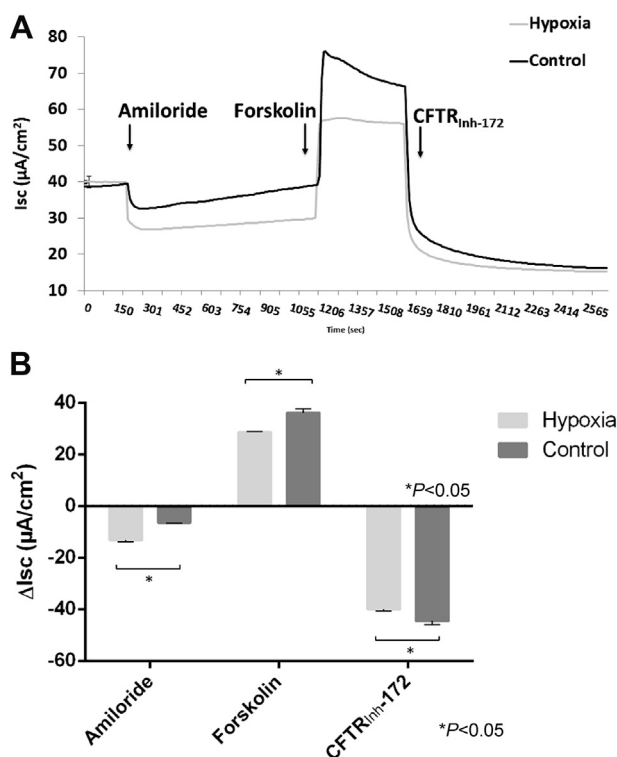 A
Hypoxia
Control
Isc (µA/cm²)
80
70
60
50
40
30
20
10
Amiloride
Forskolin
CFTRInh-172
0 150 301 452 603 754 905 1055 1206 1357 1508 1659 1810 1961 2112 2263 2414 2565
Time (sec)
B
Hypoxia
Control
ΔIsc (µA/cm²)
40
20
0
-20
-40
-60
*
*
*
*P<0.05
Amiloride
Forskolin
CFTRInh-172
*P<0.05